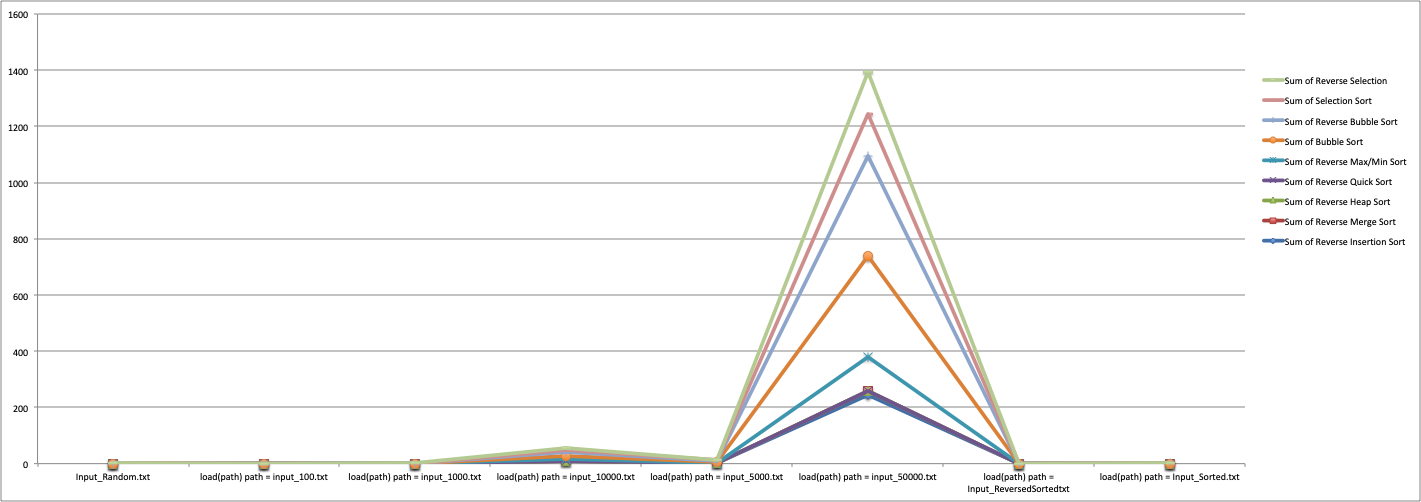 1600
1400
1200
1000
800
600
400
200
0
Input_Random.txt
load(path) path = input_100.txt
load(path) path = input_1000.txt
load(path) path = input_10000.txt
load(path) path = input_5000.txt
load(path) path = input_50000.txt
load(path) path =
Input_ReversedSortedtxt
load(path) path = Input_Sorted.txt
Sum of Reverse Selection
Sum of Selection Sort
Sum of Reverse Bubble Sort
Sum of Bubble Sort
Sum of Reverse Max/Min Sort
Sum of Reverse Quick Sort
Sum of Reverse Heap Sort
Sum of Reverse Merge Sort
Sum of Reverse Insertion Sort